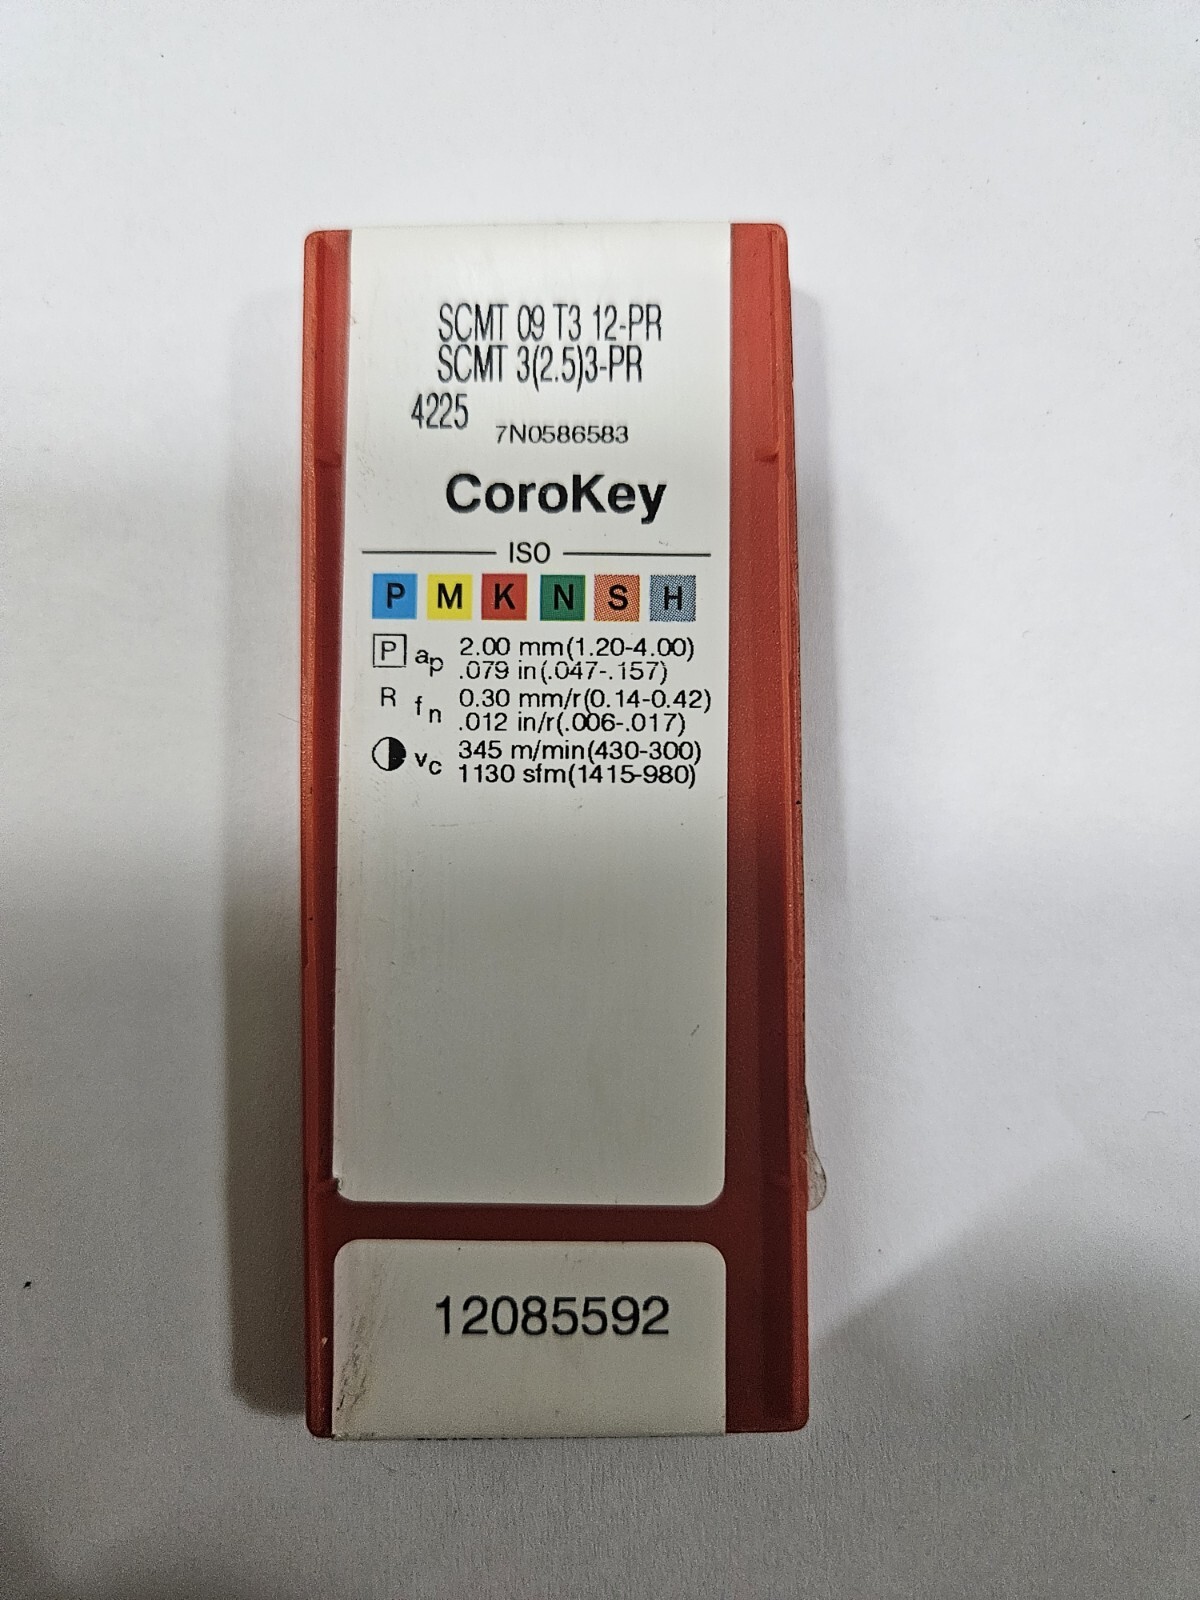 SCMT 09 T3 12-PR
SCMT 3(2.5)3-PR
4225 7N0586583
CoroKey
ISO
P M K N S H
P ap 2.00 mm(1.20-4.00)
.079 in(.047-.157)
R fn 0.30 mm/r(0.14-0.42)
.012 in/r(.006-.017)
vc 345 m/min(430-300)
1130 sfm(1415-980)
12085592